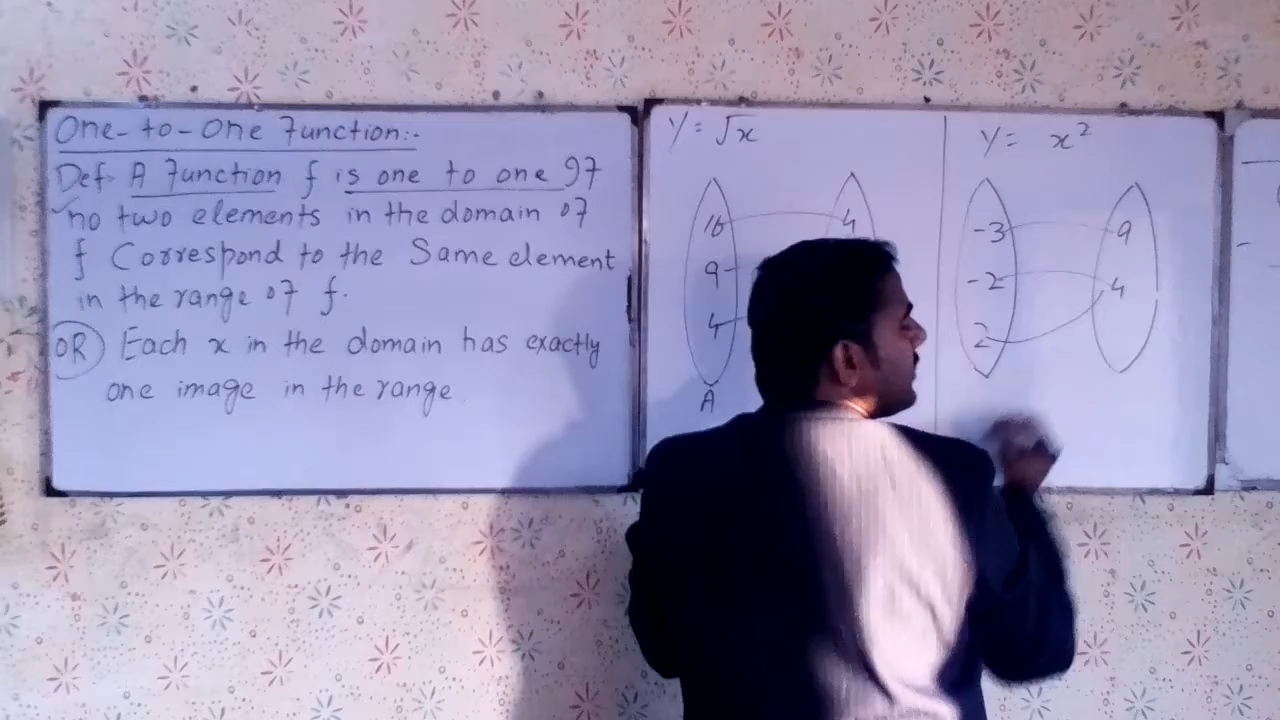 One-to-One Function:-
Def- A Function f is one to one If
no two elements in the domain of
f Correspond to the Same element
in the range of f.
OR Each x in the domain has exactly
one image in the range
Y = √x
16
9
4
A
4
Y = x²
-3
-2
2
9
4